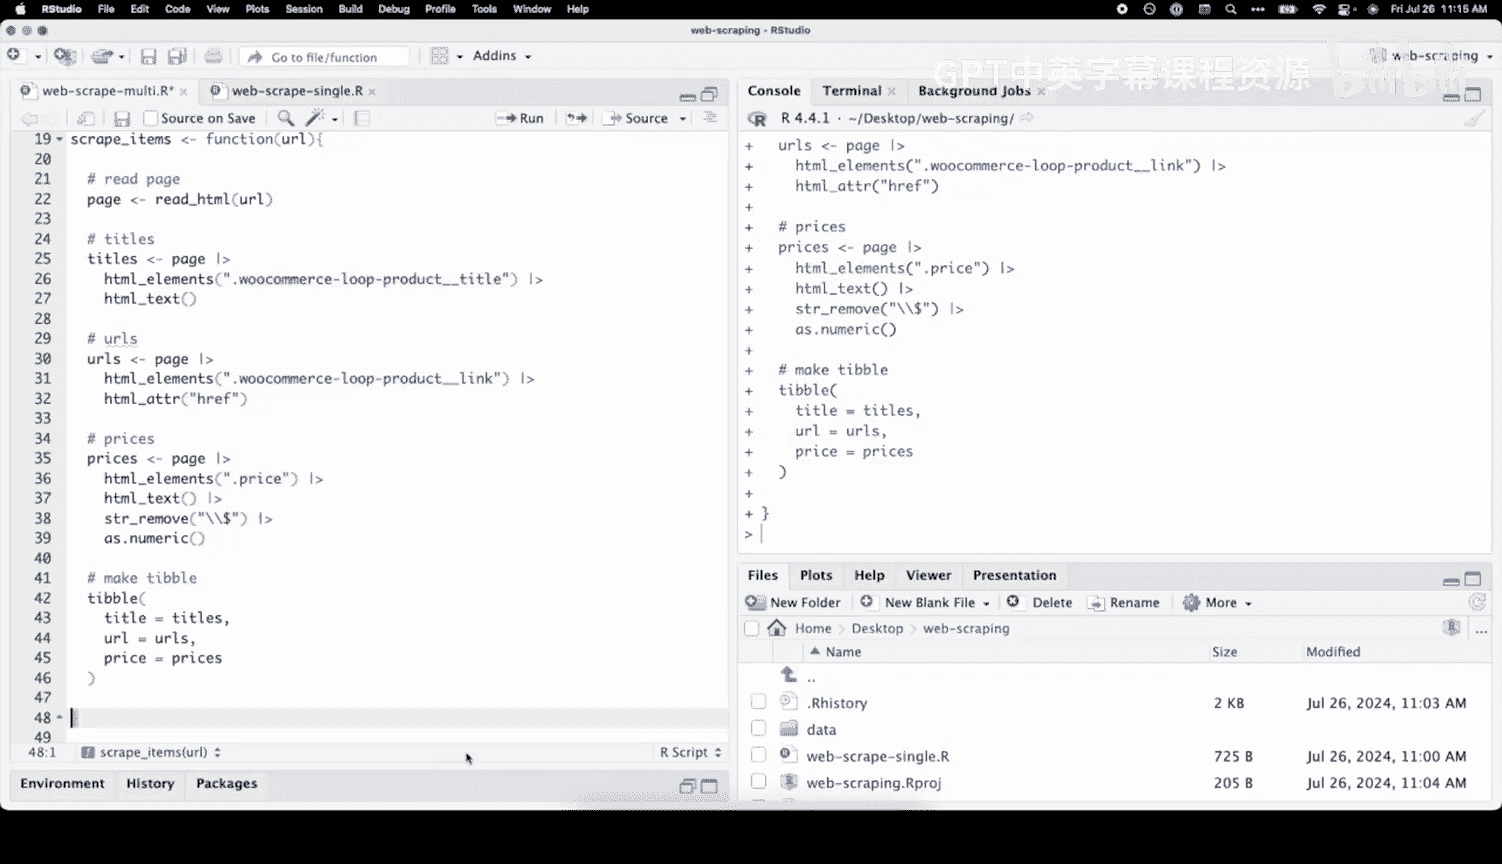 RStudio File Edit Code View Plots Session Build Debug Profile Tools Window Help Fri Jul 26 11:15 AM
web-scraping - RStudio
Go to file/function Addins web-scraping
GPT中英字幕课程资源
web-scrape-multi.R* web-scrape-single.R
Source on Save Run Source
19 scrape_items <- function(url){
20
21 # read page
22 page <- read_html(url)
23
24 # titles
25 titles <- page |>
26 html_elements(".woocommerce-loop-product__title") |>
27 html_text()
28
29 # urls
30 urls <- page |>
31 html_elements(".woocommerce-loop-product__link") |>
32 html_attr("href")
33
34 # prices
35 prices <- page |>
36 html_elements(".price") |>
37 html_text() |>
38 str_remove("\\$") |>
39 as.numeric()
40
41 # make tibble
42 tibble(
43 title = titles,
44 url = urls,
45 price = prices
46 )
47
48 }
49
48:1 scrape_items(url) R Script
Environment History Packages
Console Terminal Background Jobs
R 4.4.1 · ~/Desktop/web-scraping/
+ urls <- page |>
+ html_elements(".woocommerce-loop-product__link") |>
+ html_attr("href")
+
+ # prices
+ prices <- page |>
+ html_elements(".price") |>
+ html_text() |>
+ str_remove("\\$") |>
+ as.numeric()
+
+ # make tibble
+ tibble(
+ title = titles,
+ url = urls,
+ price = prices
+ )
+
+ }
>
Files Plots Help Viewer Presentation
New Folder New Blank File Delete Rename More
Home Desktop web-scraping
Name Size Modified
..
.Rhistory 2 KB Jul 26, 2024, 11:03 AM
data
web-scrape-single.R 725 B Jul 26, 2024, 11:00 AM
web-scraping.Rproj 205 B Jul 26, 2024, 11:04 AM